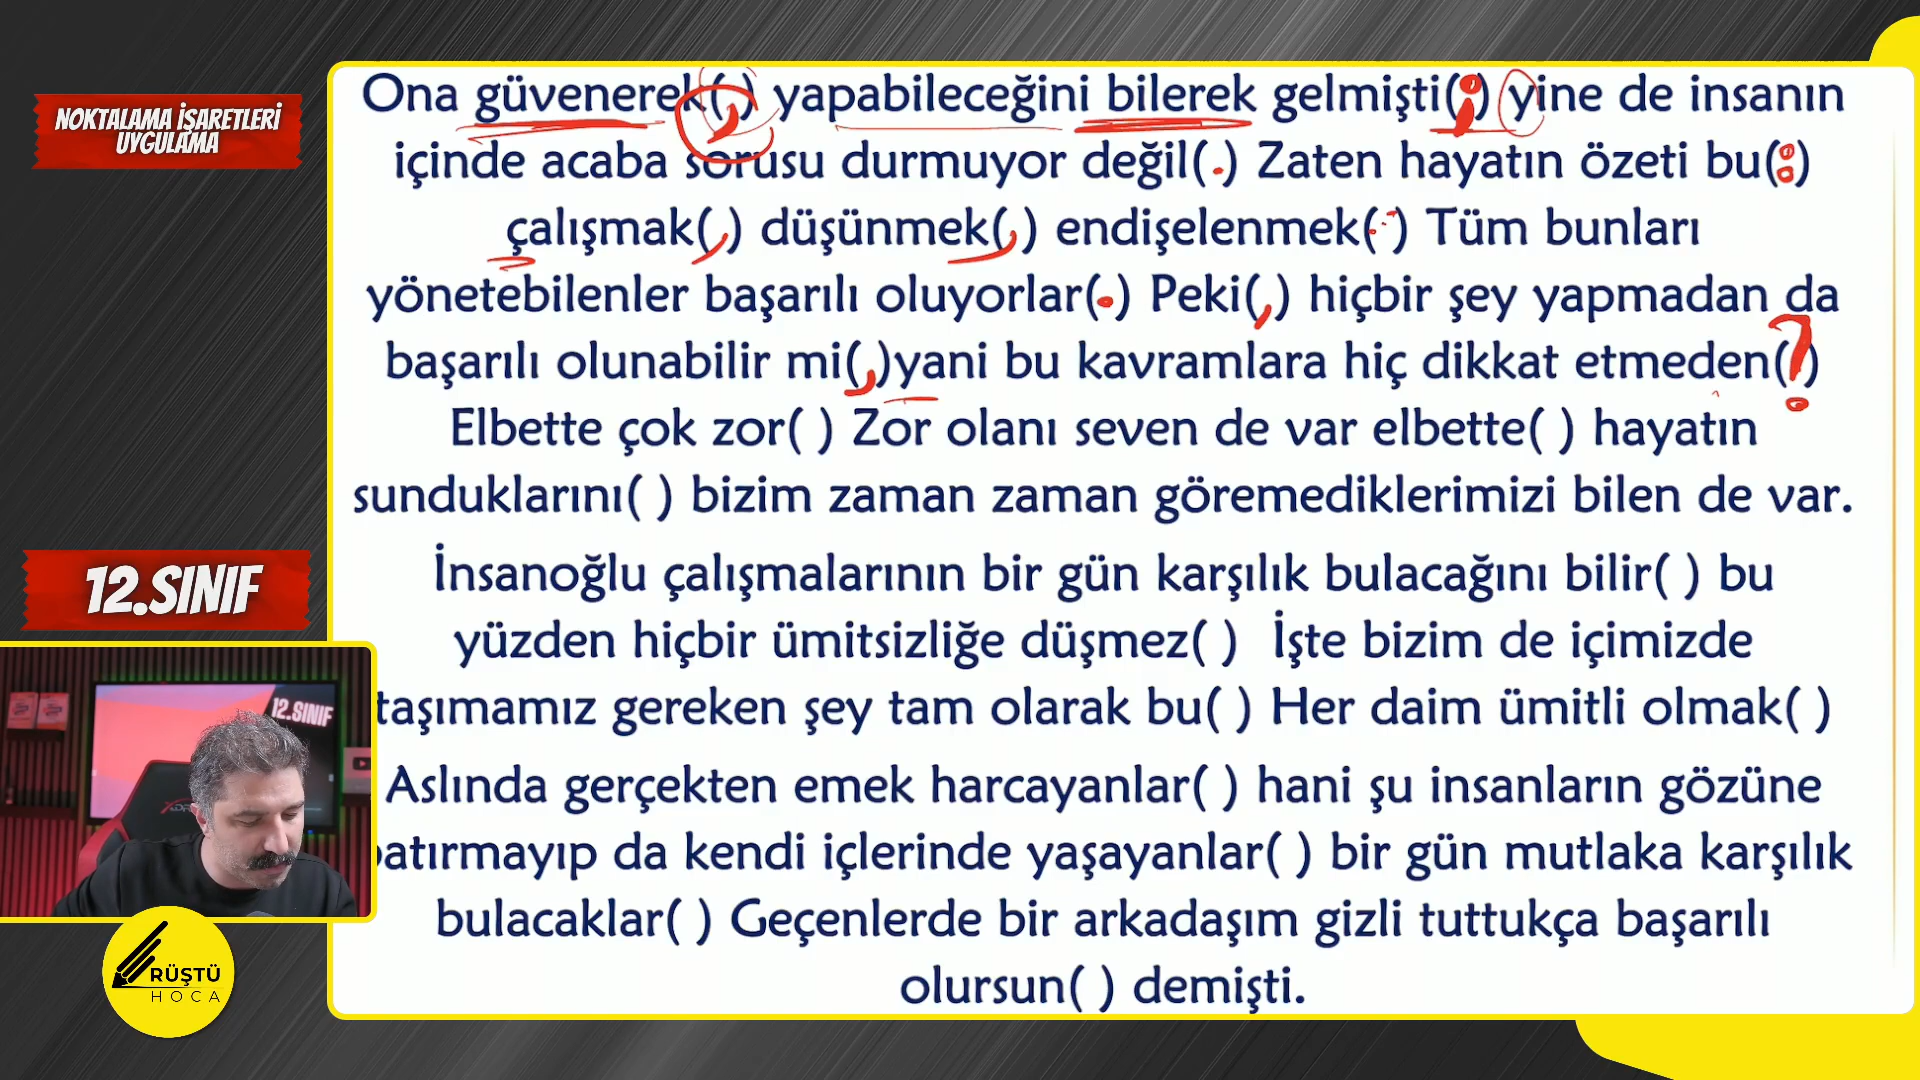 NOKTALAMA İŞARETLERİ
UYGULAMA
Ona güvenerek(,) yapabileceğini bilerek gelmişti(;) yine de insanın
içinde acaba sorusu durmuyor değil(.) Zaten hayatın özeti bu(:)
çalışmak(,) düşünmek(,) endişelenmek(...) Tüm bunları
yönetebilenler başarılı oluyorlar(.) Peki(,) hiçbir şey yapmadan da
başarılı olunabilir mi(,)yani bu kavramlara hiç dikkat etmeden(?)
Elbette çok zor( ) Zor olanı seven de var elbette( ) hayatın
sunduklarını( ) bizim zaman zaman göremediklerimizi bilen de var.
İnsanoğlu çalışmalarının bir gün karşılık bulacağını bilir( ) bu
yüzden hiçbir ümitsizliğe düşmez( ) İşte bizim de içimizde
taşımamız gereken şey tam olarak bu( ) Her daim ümitli olmak( )
Aslında gerçekten emek harcayanlar( ) hani şu insanların gözüne
batırmayıp da kendi içlerinde yaşayanlar( ) bir gün mutlaka karşılık
bulacaklar( ) Geçenlerde bir arkadaşım gizli tuttukça başarılı
olursun( ) demişti.
12.SINIF
12.SINIF
RÜŞTÜ
HOCA